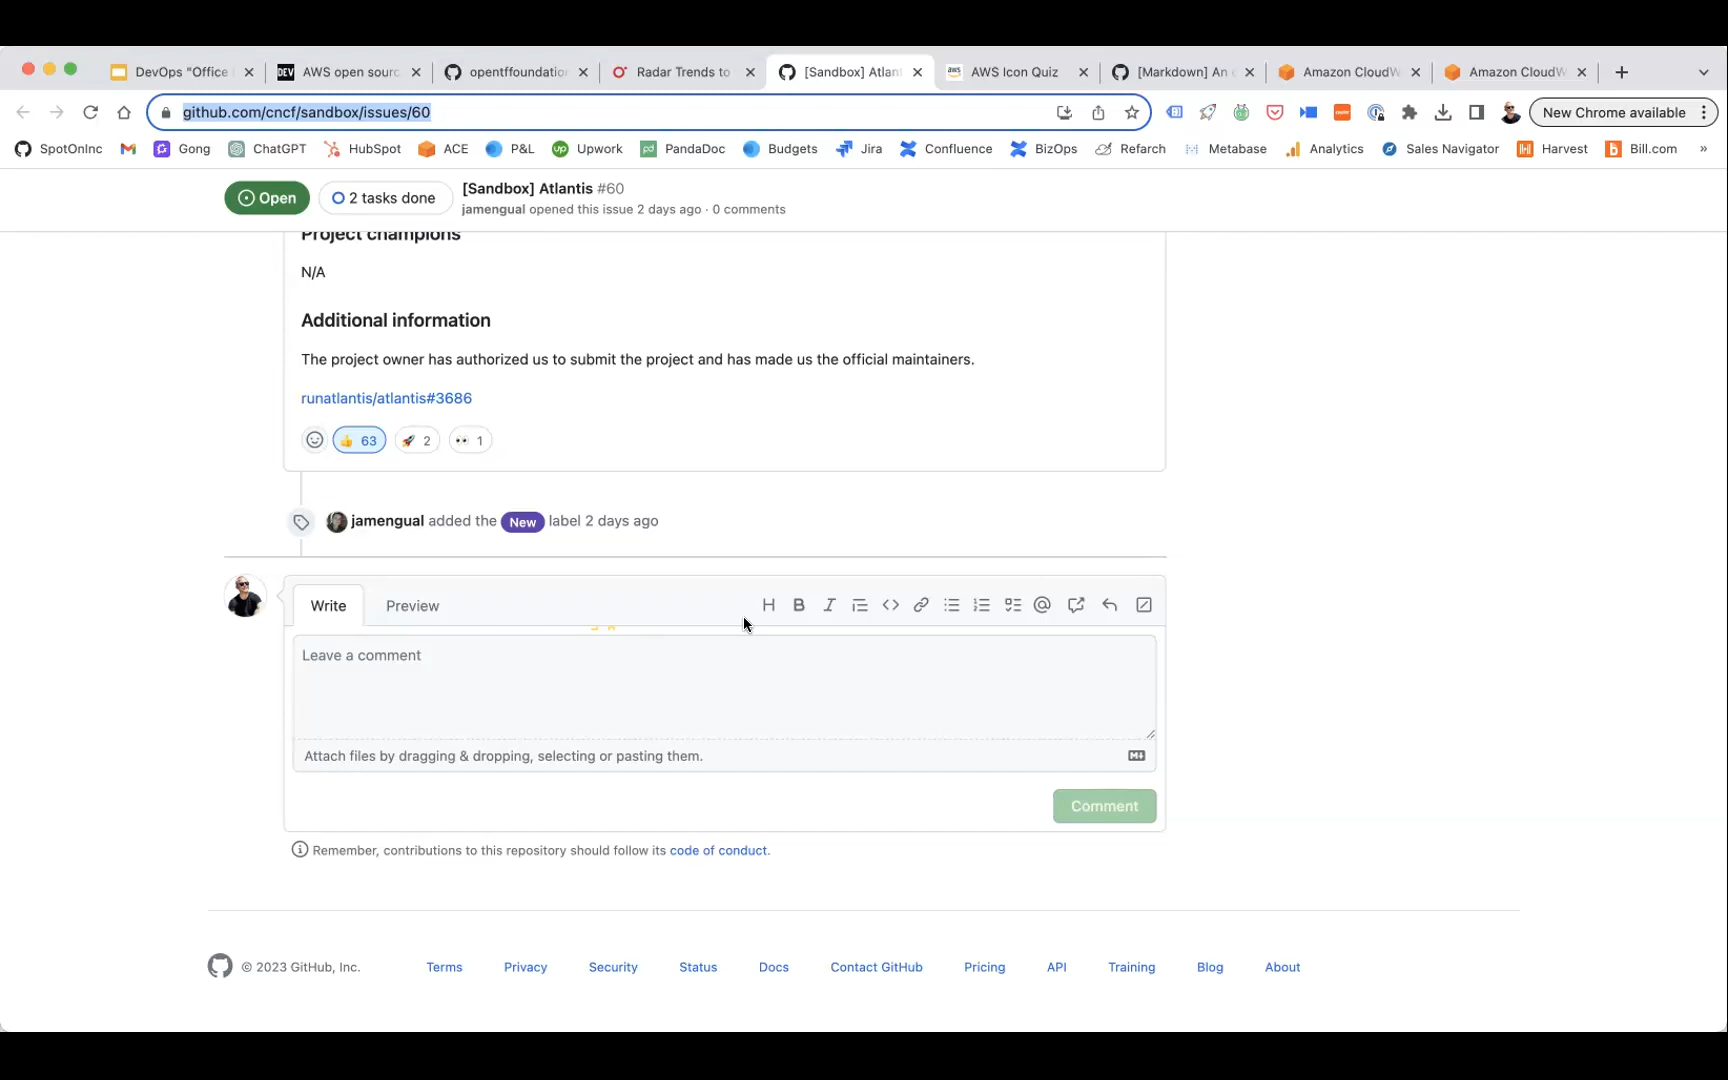 DevOps "Office
DEV AWS open sourc
opentffoundatio
Radar Trends to
[Sandbox] Atlan
aws AWS Icon Quiz
[Markdown] An
Amazon CloudW
Amazon CloudW
github.com/cncf/sandbox/issues/60
New Chrome available
SpotOnInc
Gong
ChatGPT
HubSpot
ACE
P&L
up Upwork
pd PandaDoc
Budgets
Jira
Confluence
BizOps
Refarch
Metabase
Analytics
Sales Navigator
Harvest
Bill.com
»
Open
2 tasks done
[Sandbox] Atlantis #60
jamengual opened this issue 2 days ago · 0 comments
Project champions
N/A
Additional information
The project owner has authorized us to submit the project and has made us the official maintainers.
runatlantis/atlantis#3686
👍 63 🚀 2 👀 1
jamengual added the New label 2 days ago
Write Preview
Leave a comment
Attach files by dragging & dropping, selecting or pasting them.
Comment
Remember, contributions to this repository should follow its code of conduct.
© 2023 GitHub, Inc. Terms Privacy Security Status Docs Contact GitHub Pricing API Training Blog About